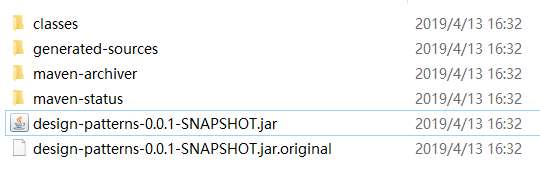 classes 2019/4/13 16:32
generated-sources 2019/4/13 16:32
maven-archiver 2019/4/13 16:32
maven-status 2019/4/13 16:32
design-patterns-0.0.1-SNAPSHOT.jar 2019/4/13 16:32
design-patterns-0.0.1-SNAPSHOT.jar.original 2019/4/13 16:32